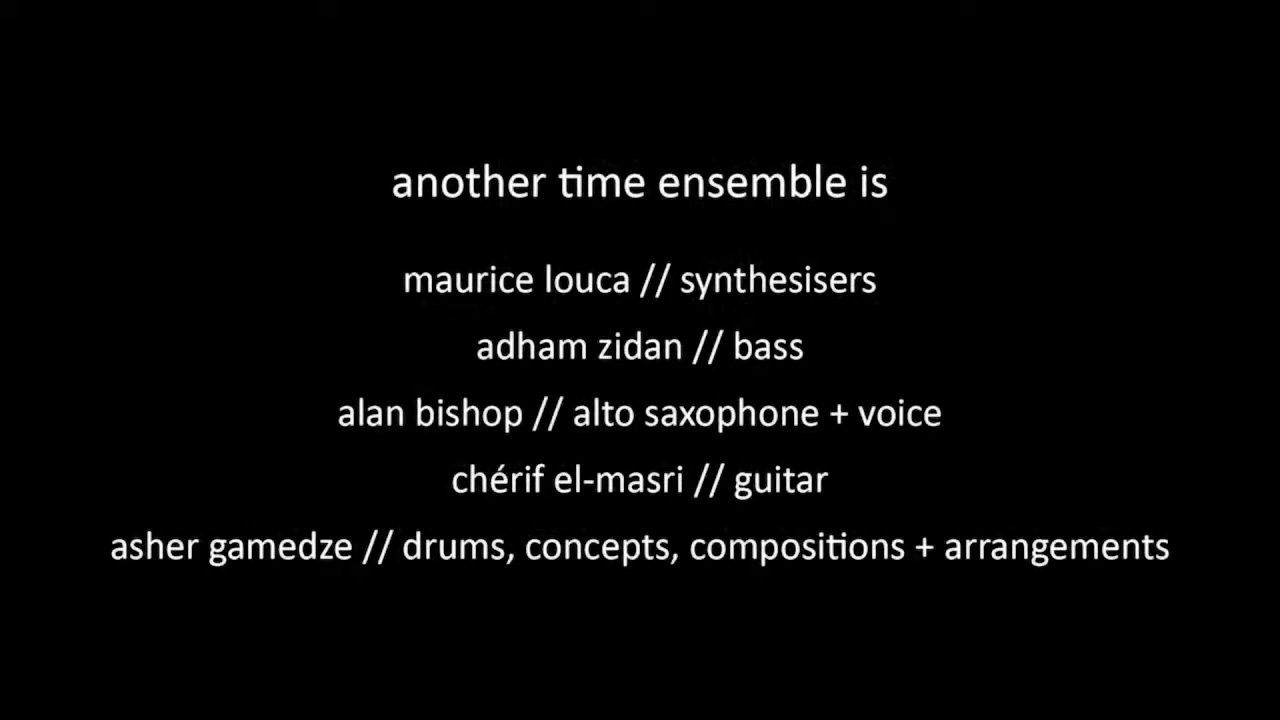 another time ensemble is
maurice louca // synthesisers
adham zidan // bass
alan bishop // alto saxophone + voice
chérif el-masri // guitar
asher gamedze // drums, concepts, compositions + arrangements